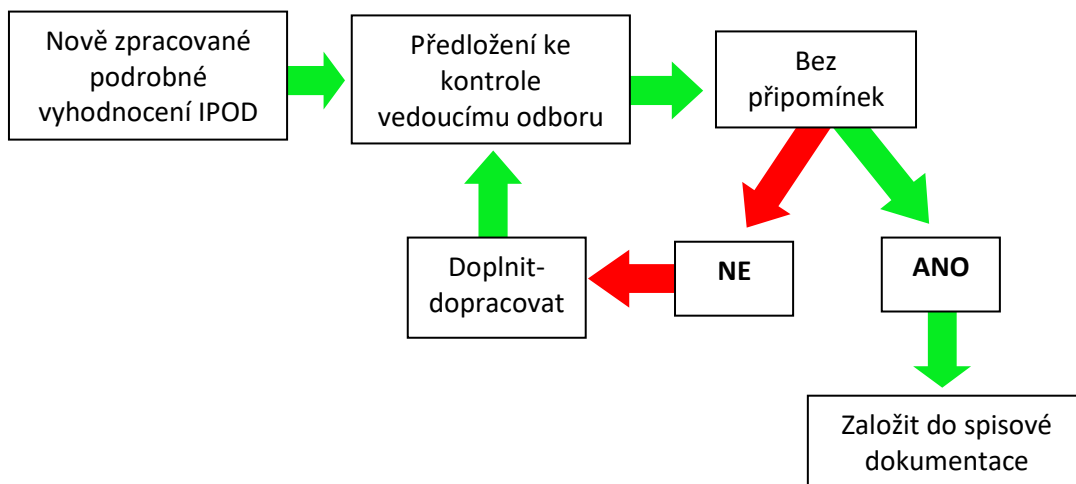 Nově zpracované
podrobné
vyhodnocení IPOD
Předložení ke
kontrole
vedoucímu odboru
Bez
připomínek
Doplnit-
dopracovat
NE
ANO
Založit do spisové
dokumentace